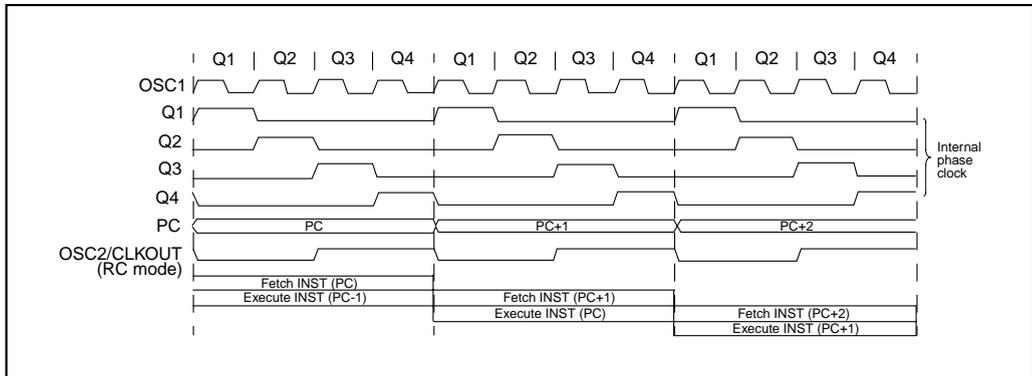 Q1 | Q2 | Q3 | Q4 | Q1 | Q2 | Q3 | Q4 | Q1 | Q2 | Q3 | Q4
OSC1
Q1
Q2
Q3
Q4
Internal
phase
clock
PC
PC
PC+1
PC+2
OSC2/CLKOUT
(RC mode)
Fetch INST (PC)
Execute INST (PC-1)
Fetch INST (PC+1)
Execute INST (PC)
Fetch INST (PC+2)
Execute INST (PC+1)